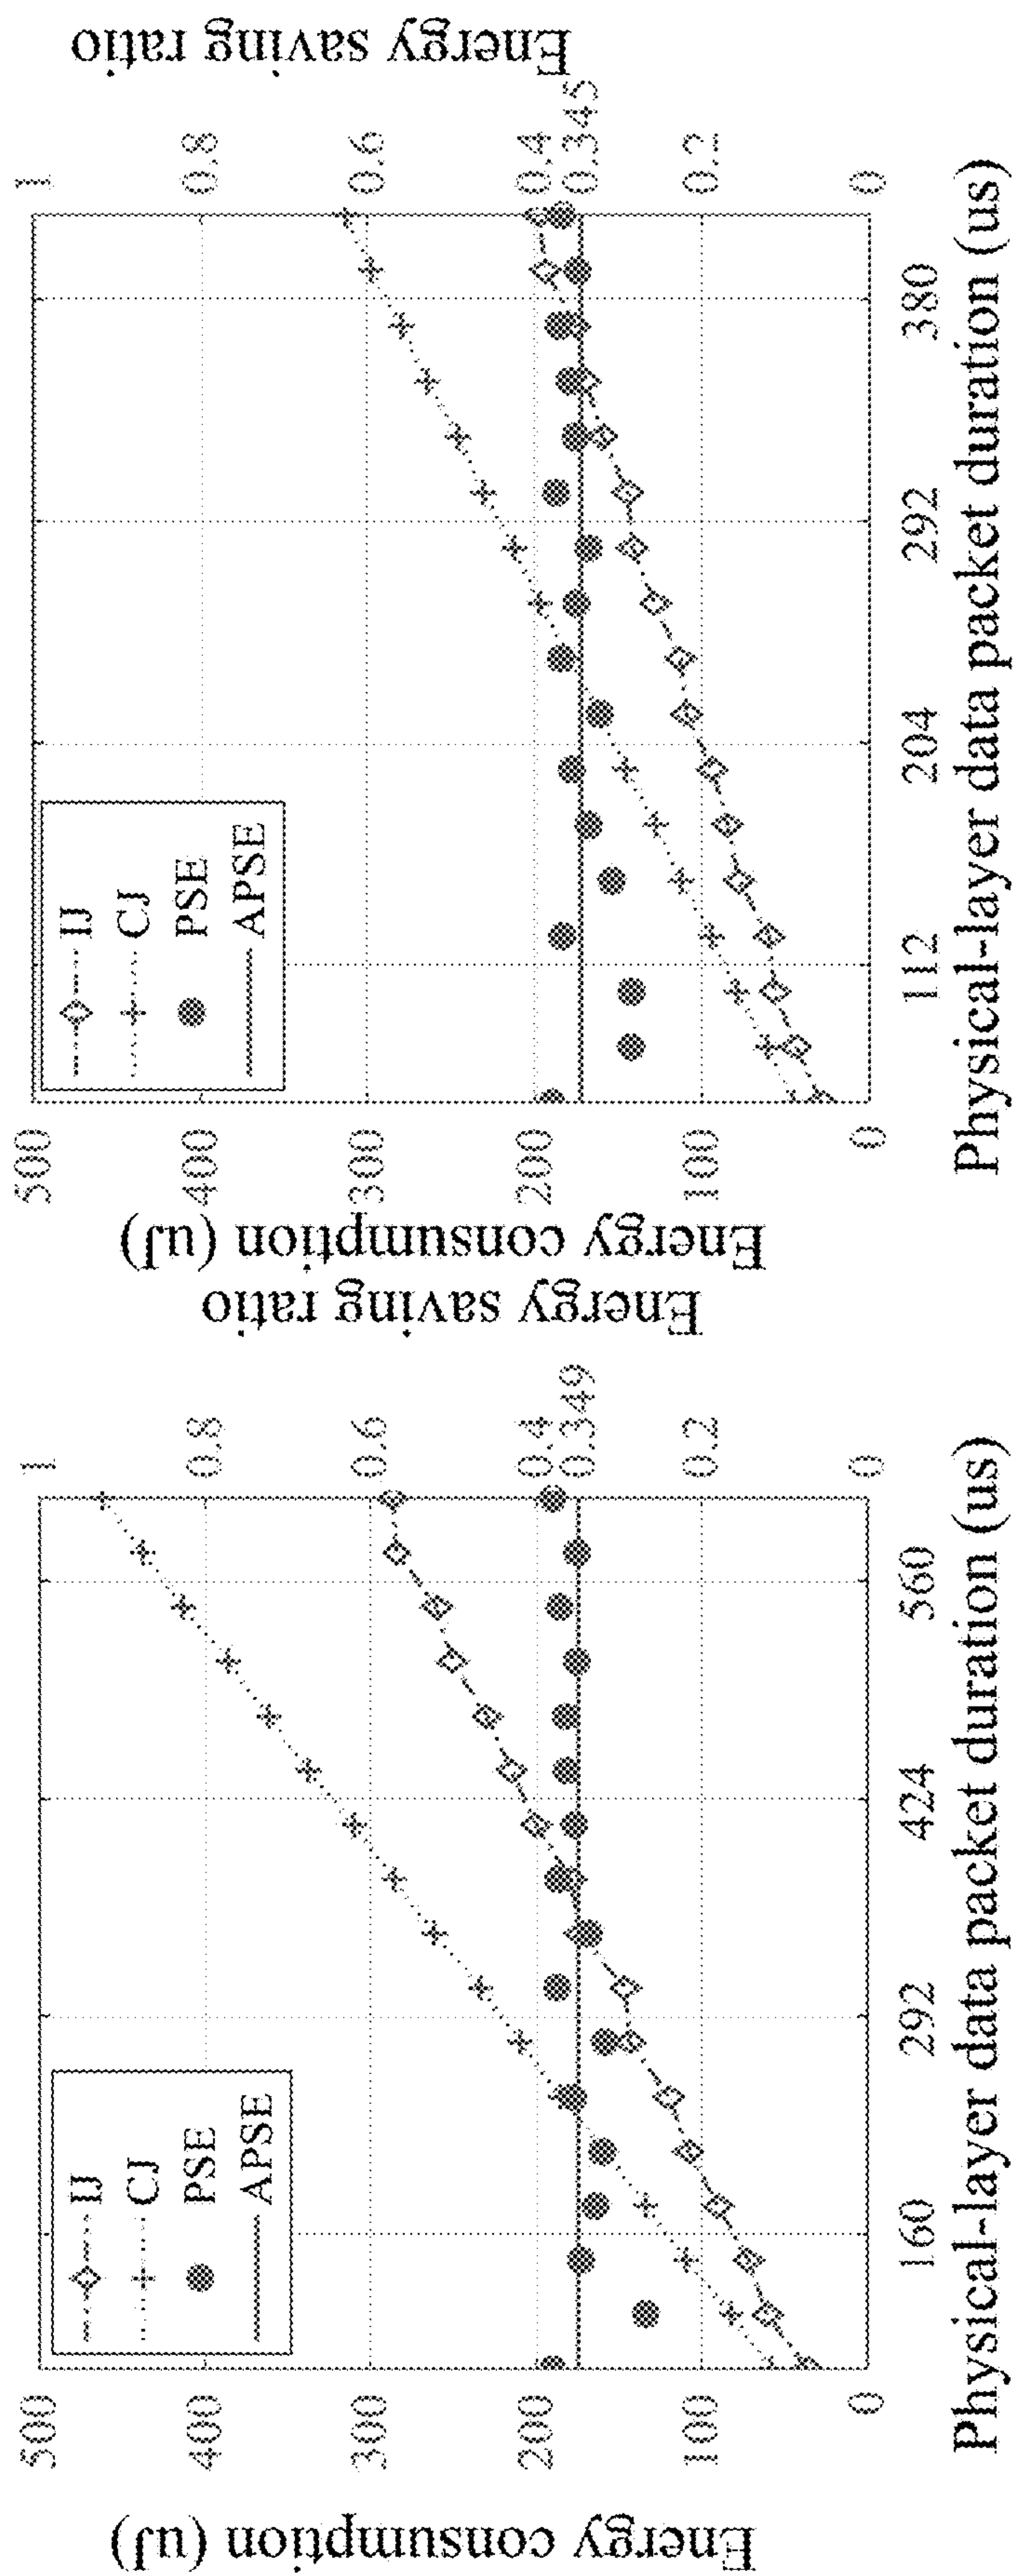 Energy consumption (uJ)
500
400
300
200
100
0
IJ
CJ
PSE
APSE
160
292
424
560
Physical-layer data packet duration (us)
1
0.8
0.6
0.4
0.349
0.2
0
Energy saving ratio
Energy consumption (uJ)
500
400
300
200
100
0
IJ
CJ
PSE
APSE
112
204
292
380
Physical-layer data packet duration (us)
1
0.8
0.6
0.4
0.345
0.2
0
Energy saving ratio